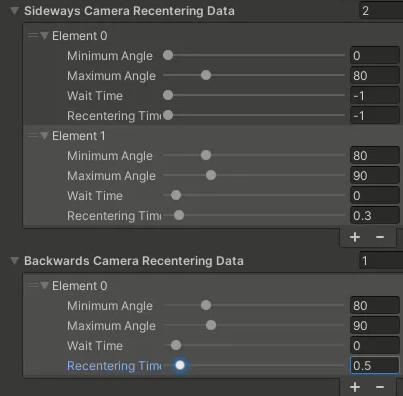 Sideways Camera Recentering Data 2
Element 0
Minimum Angle 0
Maximum Angle 80
Wait Time -1
Recentering Tim -1
Element 1
Minimum Angle 80
Maximum Angle 90
Wait Time 0
Recentering Time 0.3
+ −
Backwards Camera Recentering Data 1
Element 0
Minimum Angle 80
Maximum Angle 90
Wait Time 0
Recentering Time 0.5
+ −